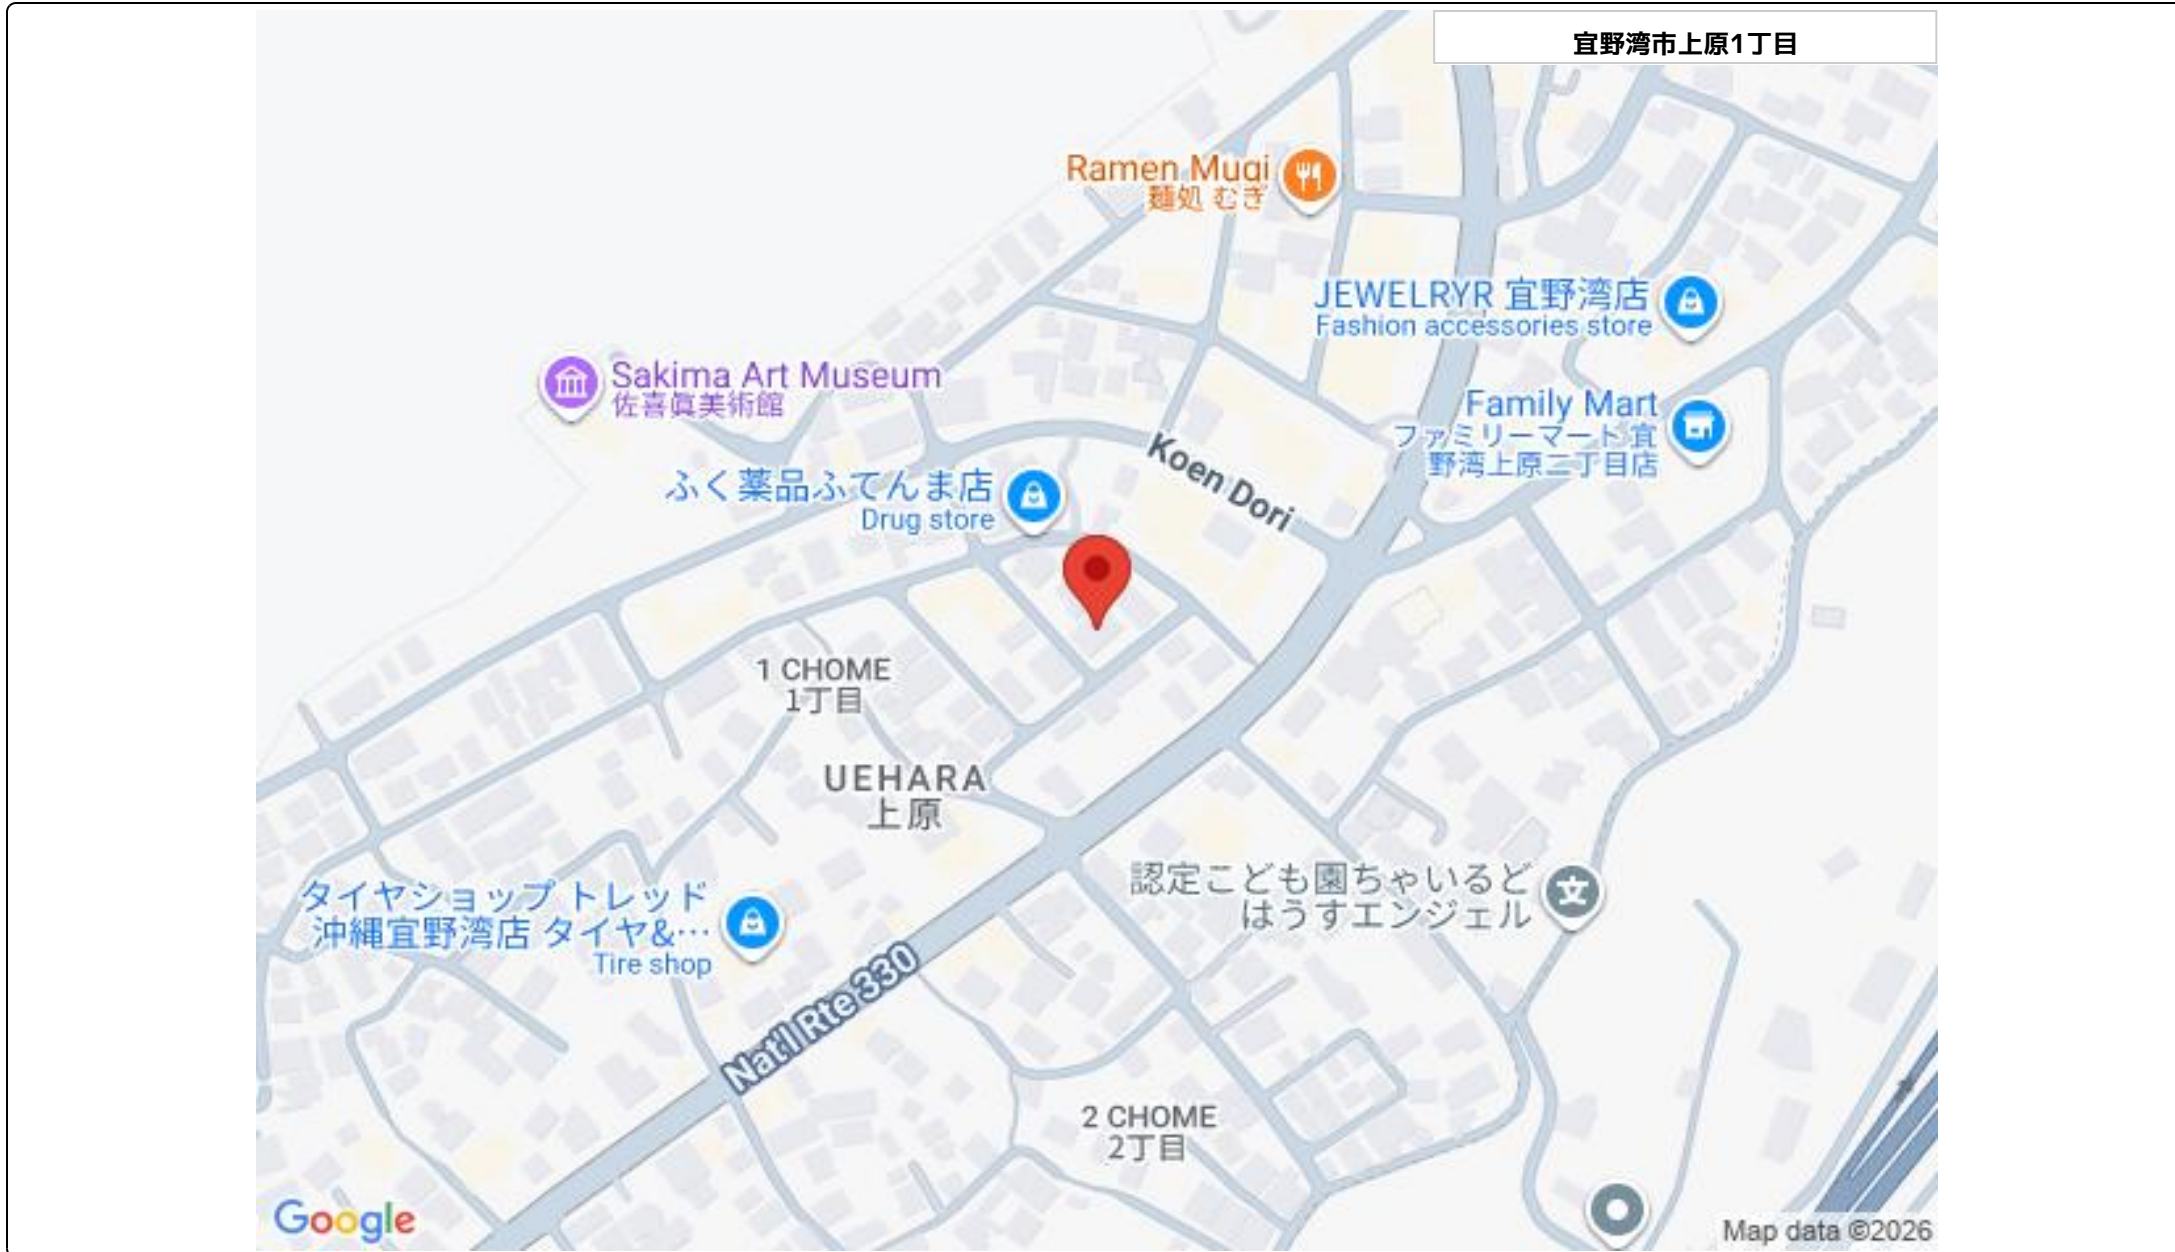 宜野湾市上原1丁目
Ramen Mugi
麺処 むぎ
JEWELRYR 宜野湾店
Fashion accessories store
Sakima Art Museum
佐喜眞美術館
Family Mart
ファミリーマート 宜
野湾上原二丁目店
Koen Dori
ふく薬品ふてんま店
Drug store
1 CHOME
1丁目
UEHARA
上原
認定こども園ちゃいるど
はうすエンジェル
タイヤショップ トレッド
沖縄宜野湾店 タイヤ&…
Tire shop
Nat'l Rte 330
2 CHOME
2丁目
Google
Map data ©2026